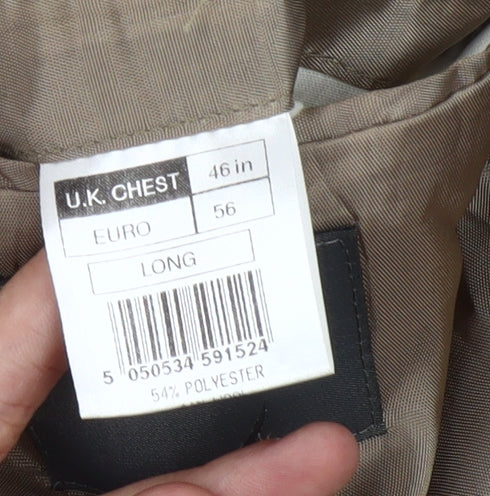 U.K. CHEST 46 in
EURO 56
LONG
5 050534 591524
54% POLYESTER